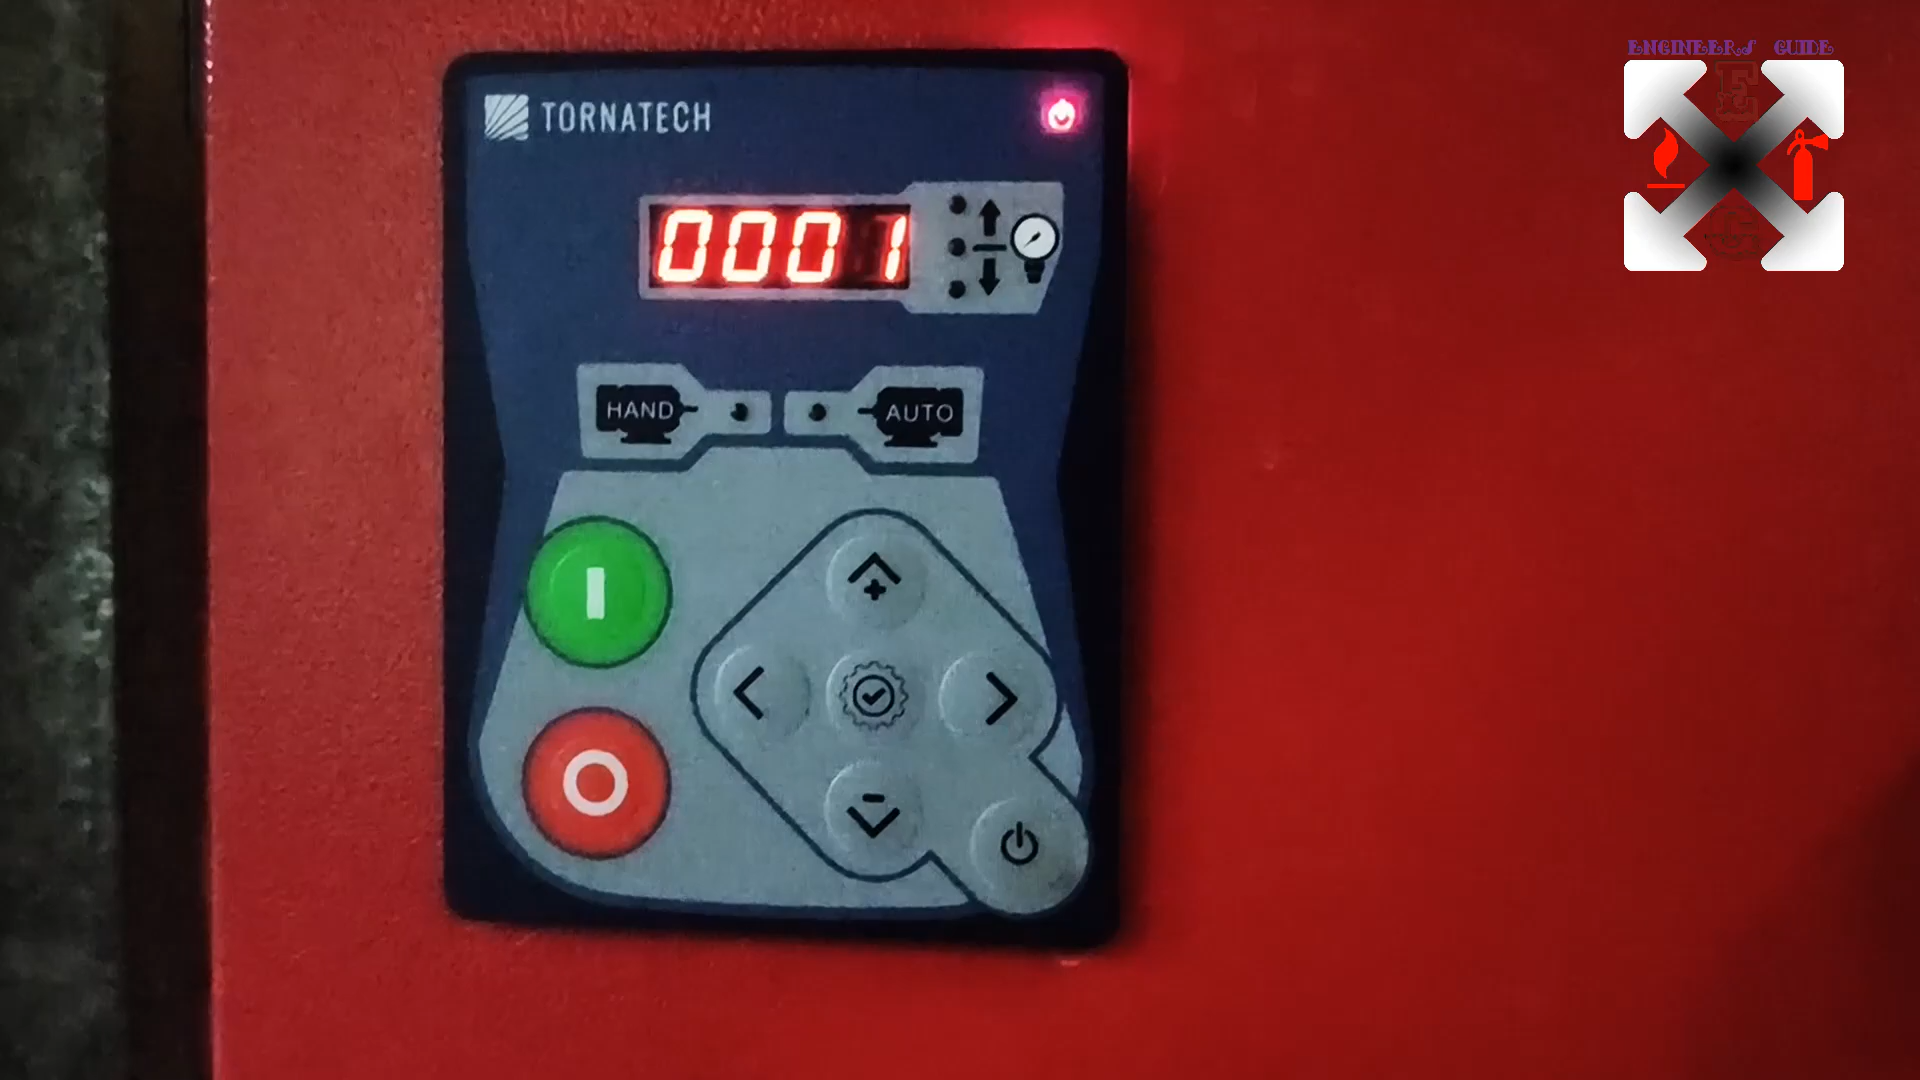 ENGINEERS GUIDE
TORNATECH
0001
HAND
AUTO